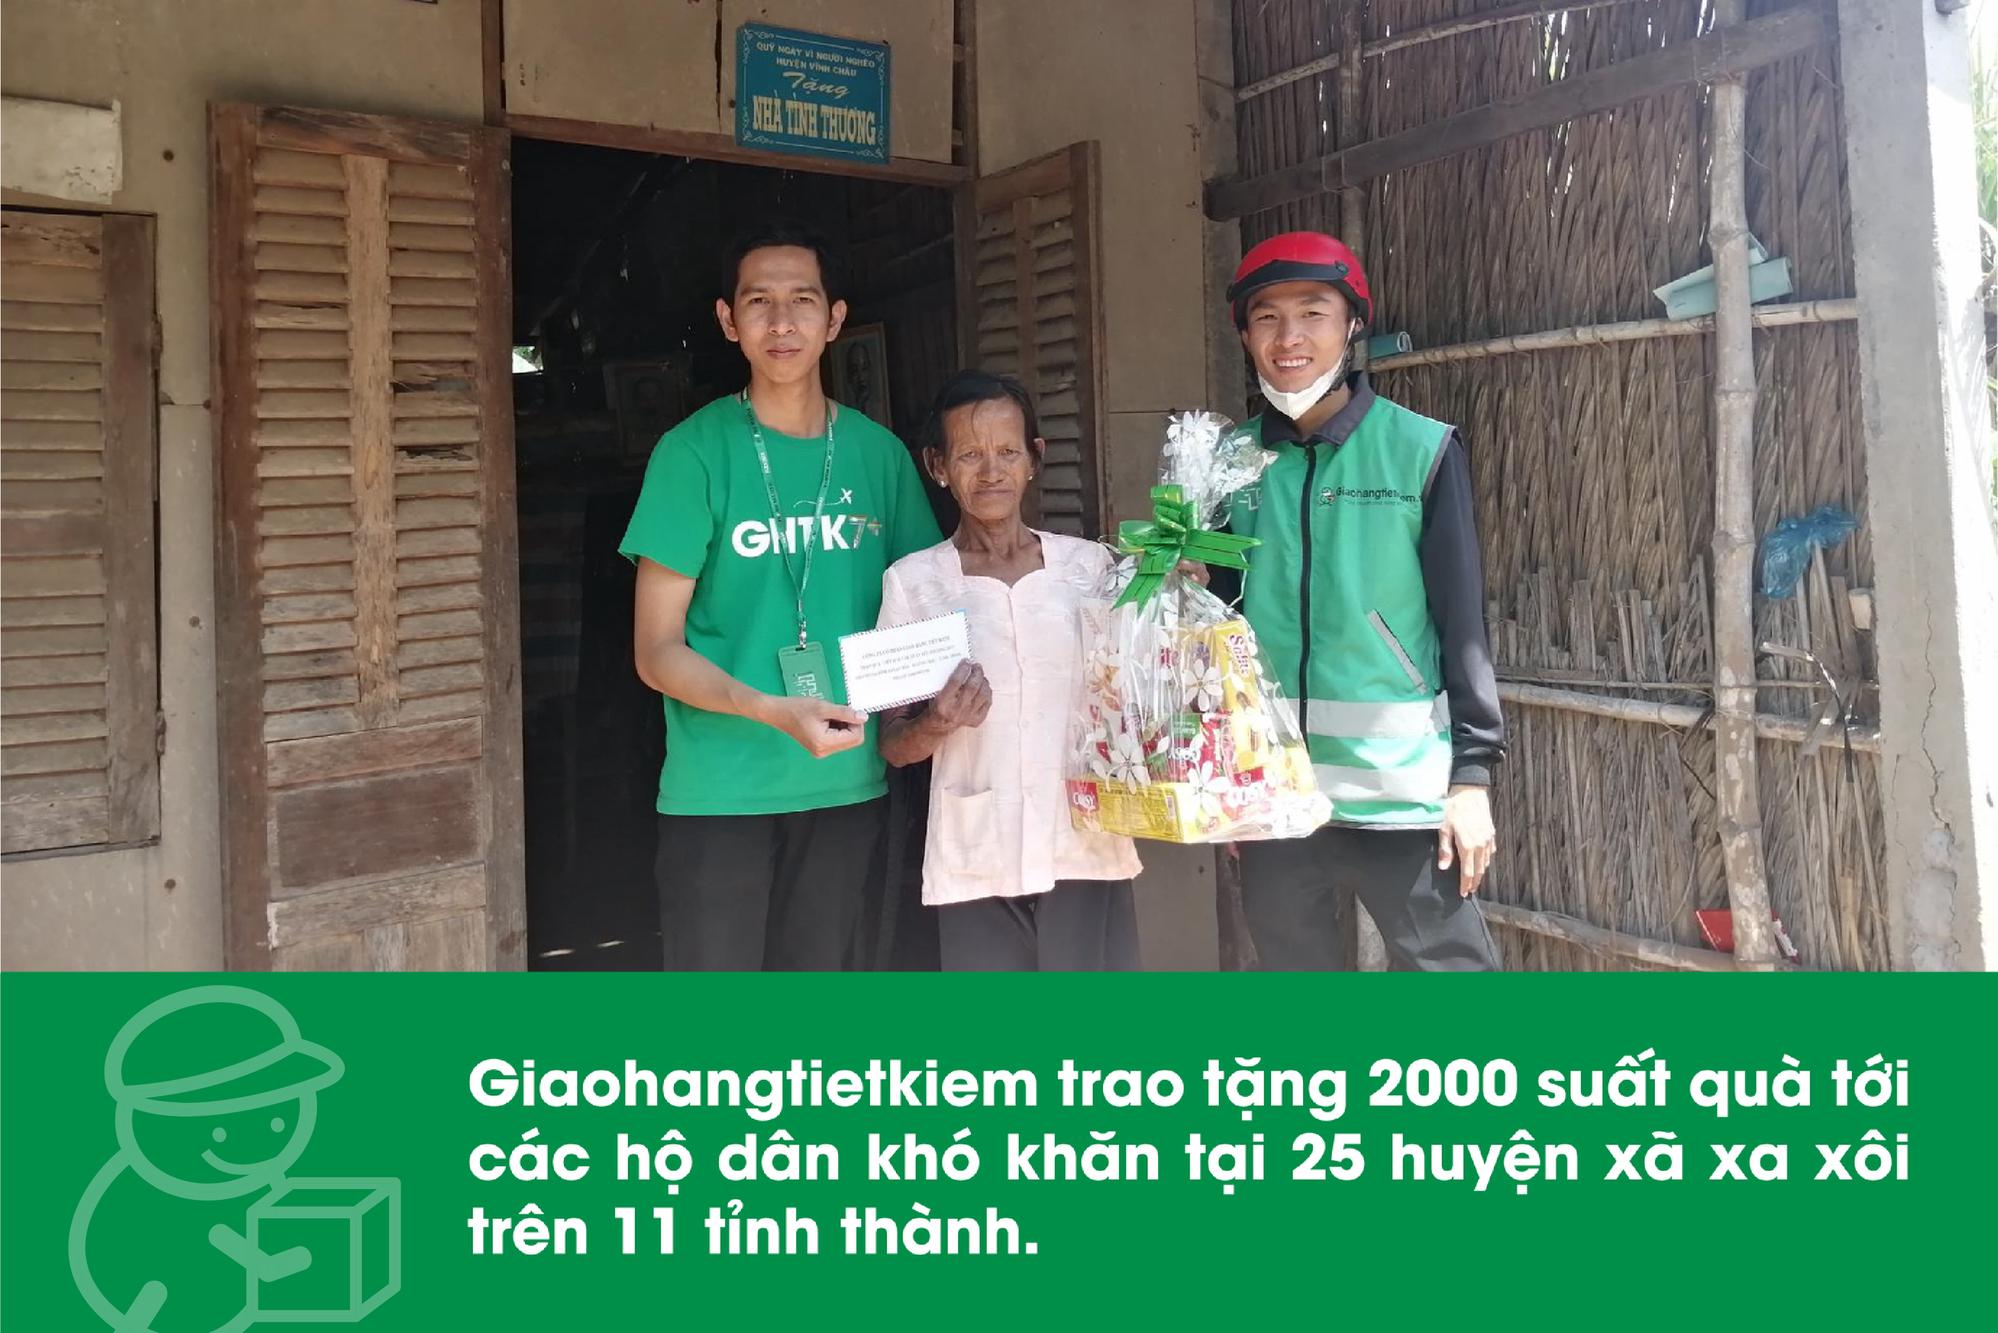 QUỸ NGÀY VÌ NGƯỜI NGHÈO
HUYỆN VĨNH CHÂU
Tặng
NHÀ TÌNH THƯƠNG
GHTK7+
Giaohangtietkiem.v
Cosy
Giaohangtietkiem trao tặng 2000 suất quà tới
các hộ dân khó khăn tại 25 huyện xã xa xôi
trên 11 tỉnh thành.